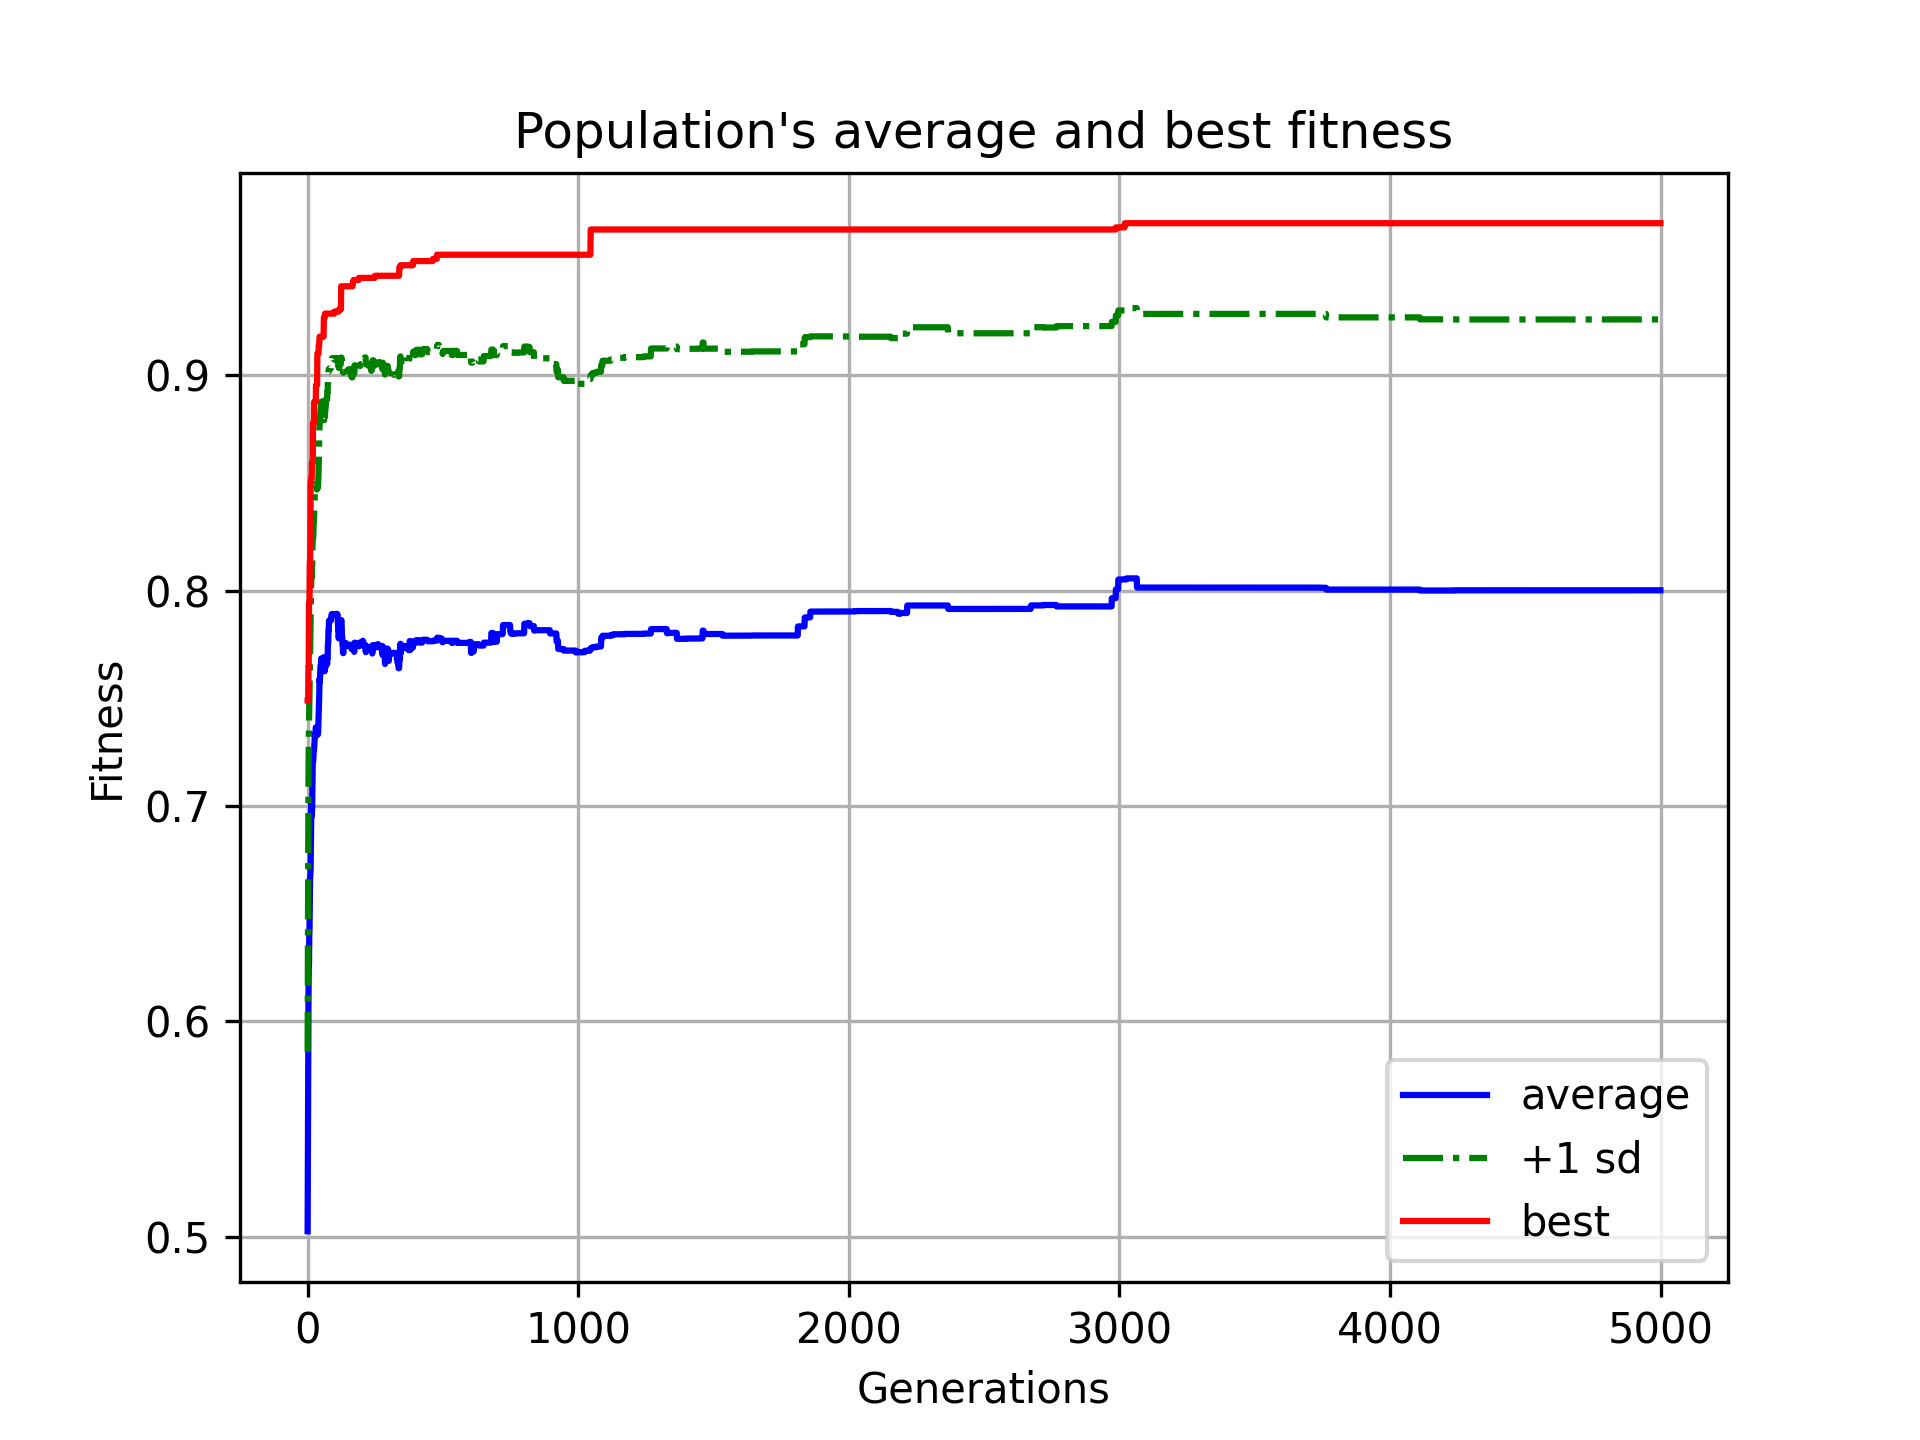 Population's average and best fitness
Fitness
0.9
0.8
0.7
0.6
0.5
0 1000 2000 3000 4000 5000
Generations
average
+1 sd
best